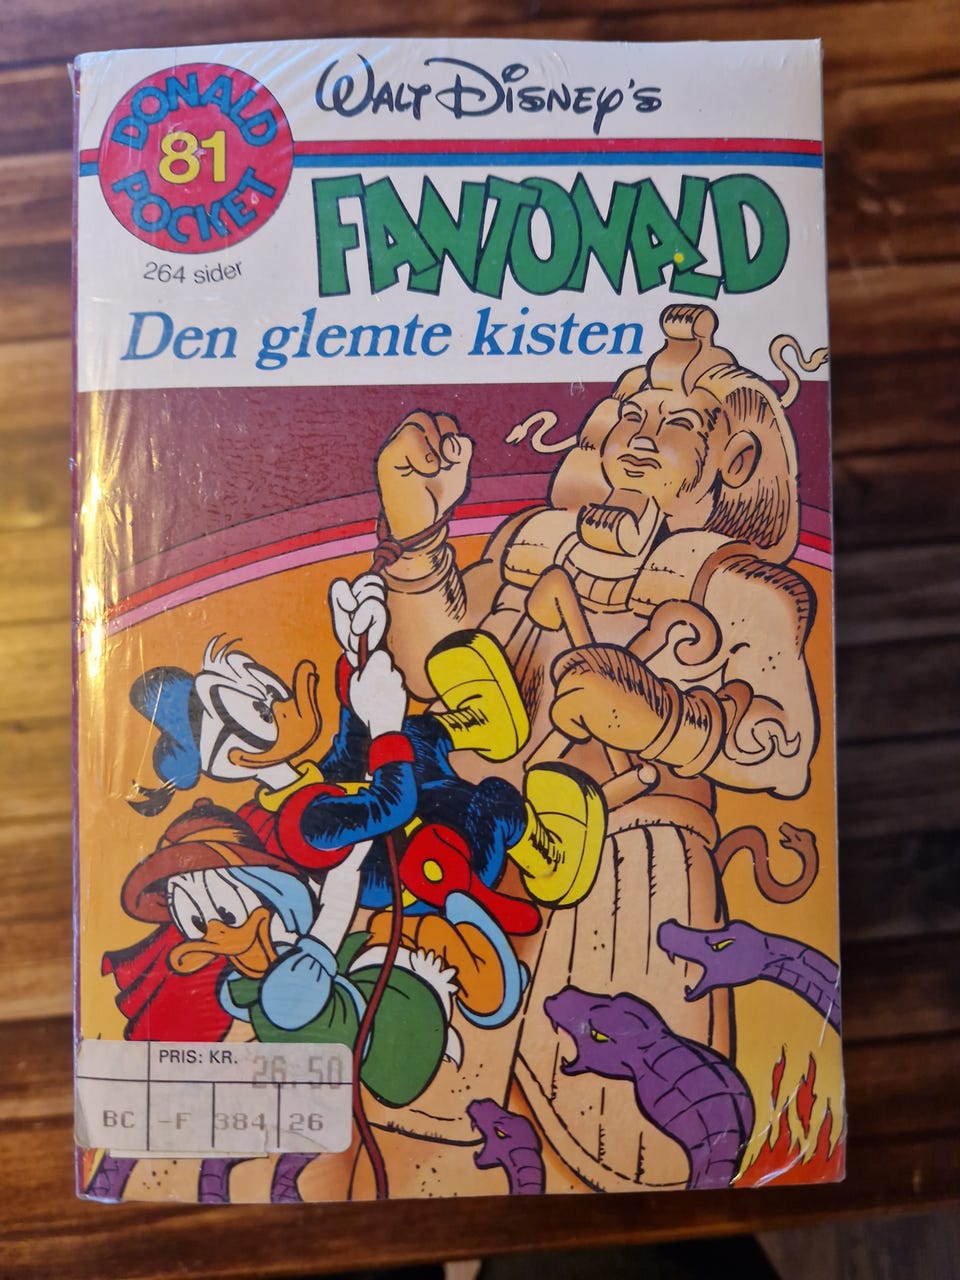 WALT DISNEY'S
DONALD
81
POCKET
264 sider
FANTONALD
Den glemte kisten
PRIS: KR. 26.50
BC -F 384 26